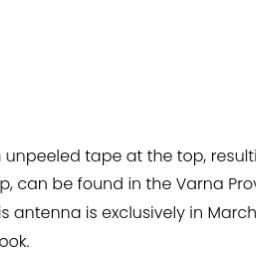 unpeeled tape at the top, resulti
p, can be found in the Varna Prov
is antenna is exclusively in March
ook.